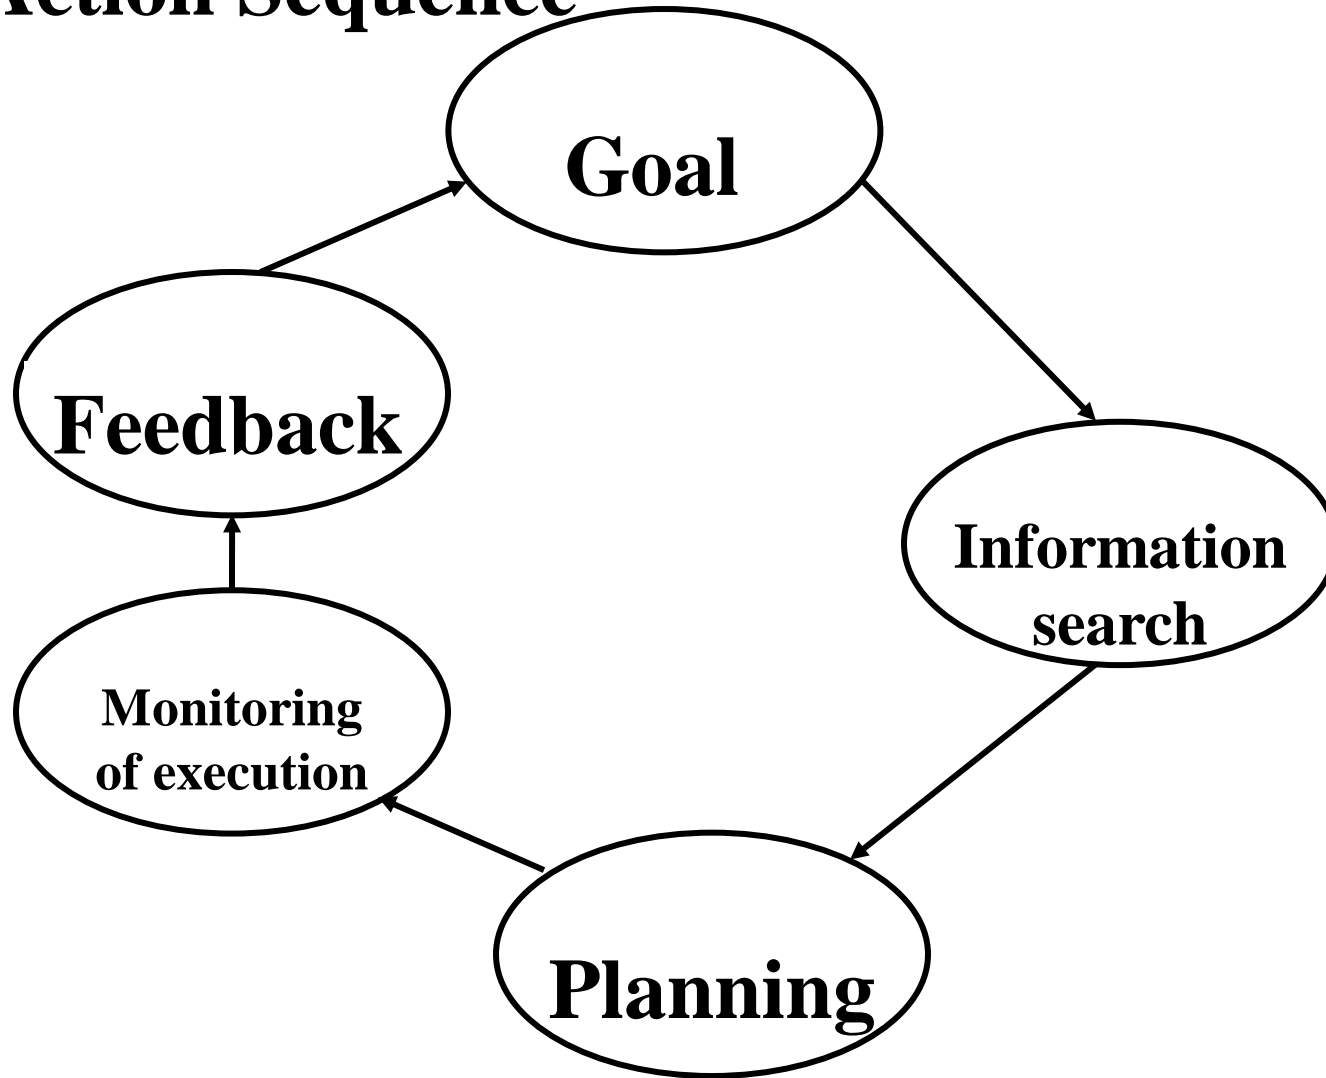 Action Sequence
Goal
Feedback
Information
search
Monitoring
of execution
Planning